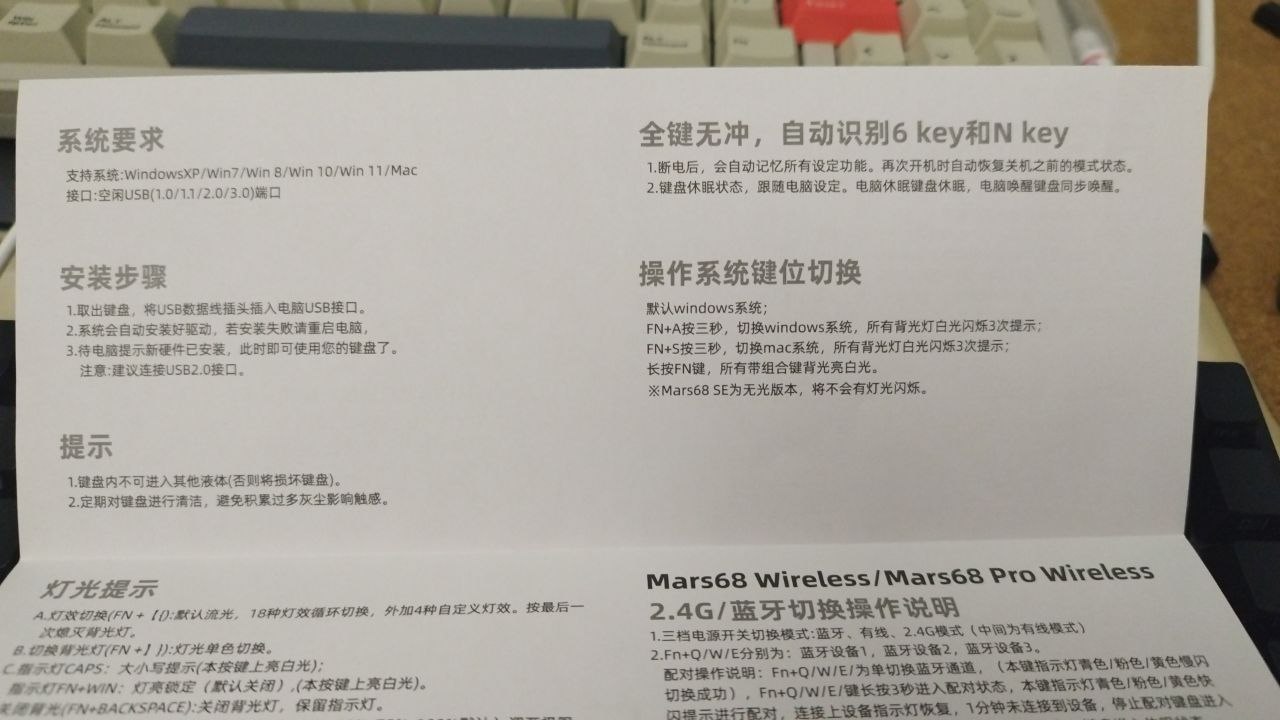 系统要求
支持系统:WindowsXP/Win7/Win 8/Win 10/Win 11/Mac
接口:空闲USB(1.0/1.1/2.0/3.0)端口
安装步骤
1.取出键盘，将USB数据线插头插入电脑USB接口。
2.系统会自动安装好驱动，若安装失败请重启电脑，
3.待电脑提示新硬件已安装，此时即可使用您的键盘了。
注意:建议连接USB2.0接口。
提示
1.键盘内不可进入其他液体(否则将损坏键盘)。
2.定期对键盘进行清洁，避免积累过多灰尘影响触感。
全键无冲，自动识别6 key和N key
1.断电后，会自动记忆所有设定功能。再次开机时自动恢复关机之前的模式状态。
2.键盘休眠状态，跟随电脑设定。电脑休眠键盘休眠，电脑唤醒键盘同步唤醒。
操作系统键位切换
默认windows系统；
FN+A按三秒，切换windows系统，所有背光灯白光闪烁3次提示；
FN+S按三秒，切换mac系统，所有背光灯白光闪烁3次提示；
长按FN键，所有带组合键背光亮白光。
※Mars68 SE为无光版本，将不会有灯光闪烁。
灯光提示
A.灯效切换(FN +【{):默认流光，18种灯效循环切换，外加4种自定义灯效。按最后一
次熄灭背光灯。
B.切换背光灯(FN +】}):灯光单色切换。
C.指示灯CAPS：大小写提示(本按键上亮白光)；
指示灯FN+WIN：灯亮锁定（默认关闭）,(本按键上亮白光)。
关闭背光(FN+BACKSPACE):关闭背光灯，保留指示灯。
Mars68 Wireless/Mars68 Pro Wireless
2.4G/蓝牙切换操作说明
1.三档电源开关切换模式:蓝牙、有线、2.4G模式（中间为有线模式）
2.Fn+Q/W/E分别为：蓝牙设备1，蓝牙设备2，蓝牙设备3。
配对操作说明：Fn+Q/W/E/为单切换蓝牙通道，（本键指示灯青色/粉色/黄色慢闪
切换成功），Fn+Q/W/E/键长按3秒进入配对状态，本键指示灯青色/粉色/黄色快
闪提示进行配对，连接上设备指示灯恢复，1分钟未连接到设备，停止配对键盘进入